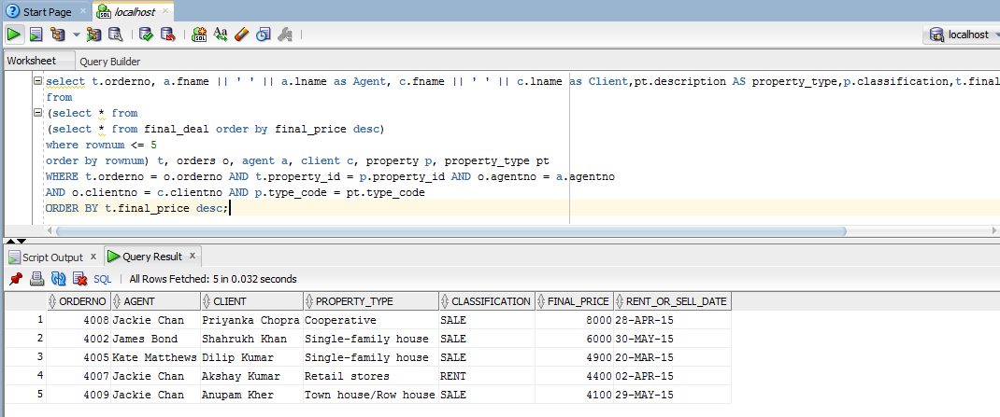 Start Page × localhost ×
SQL Aa localhost
Worksheet Query Builder
select t.orderno, a.fname || ' ' || a.lname as Agent, c.fname || ' ' || c.lname as Client,pt.description AS property_type,p.classification,t.final
from
(select * from
(select * from final_deal order by final_price desc)
where rownum <= 5
order by rownum) t, orders o, agent a, client c, property p, property_type pt
WHERE t.orderno = o.orderno AND t.property_id = p.property_id AND o.agentno = a.agentno
AND o.clientno = c.clientno AND p.type_code = pt.type_code
ORDER BY t.final_price desc;
Script Output × Query Result ×
SQL | All Rows Fetched: 5 in 0.032 seconds
ORDERNO AGENT CLIENT PROPERTY_TYPE CLASSIFICATION FINAL_PRICE RENT_OR_SELL_DATE
1 4008 Jackie Chan Priyanka Chopra Cooperative SALE 8000 28-APR-15
2 4002 James Bond Shahrukh Khan Single-family house SALE 6000 30-MAY-15
3 4005 Kate Matthews Dilip Kumar Single-family house SALE 4900 20-MAR-15
4 4007 Jackie Chan Akshay Kumar Retail stores RENT 4400 02-APR-15
5 4009 Jackie Chan Anupam Kher Town house/Row house SALE 4100 29-MAY-15